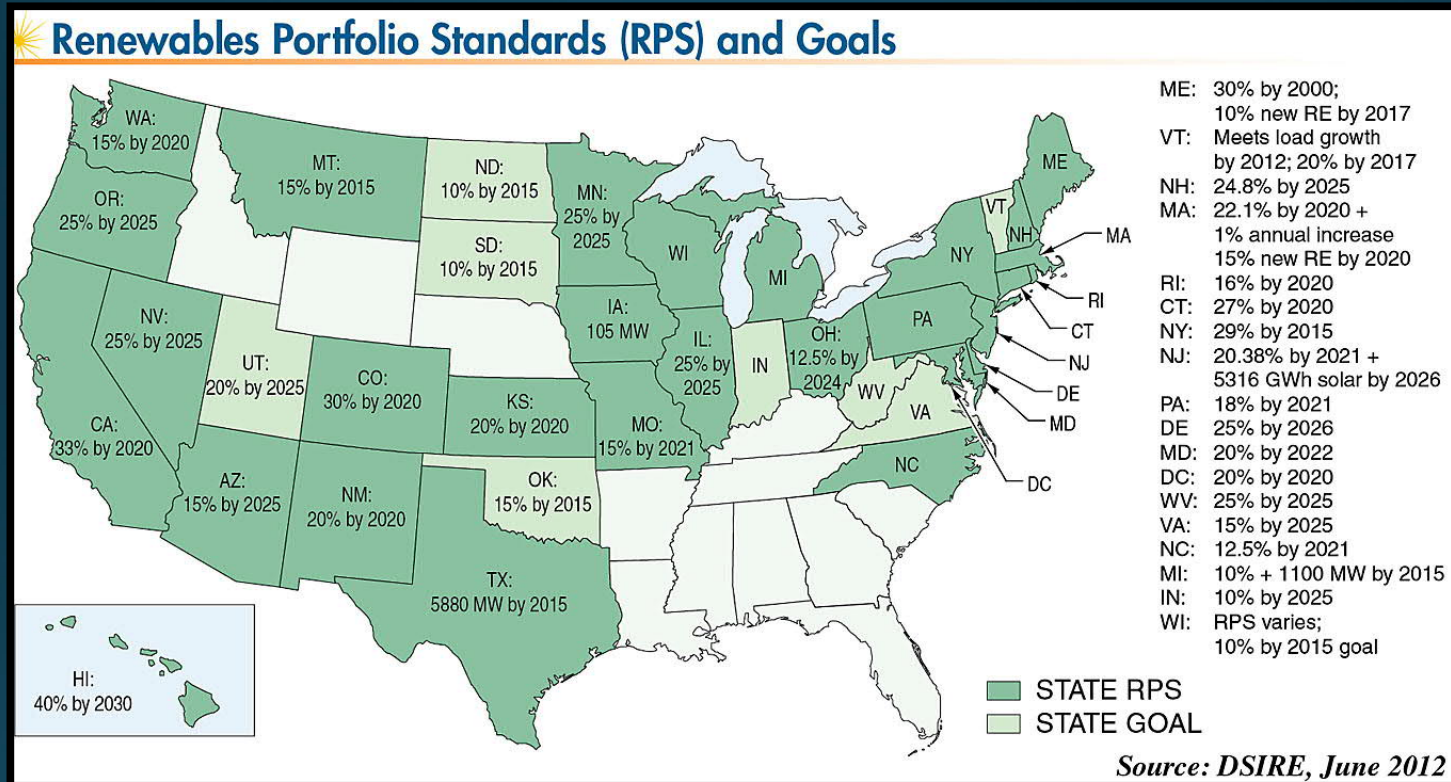 Renewables Portfolio Standards (RPS) and Goals
WA:
15% by 2020
MT:
15% by 2015
ND:
10% by 2015
MN:
25% by
2025
OR:
25% by 2025
SD:
10% by 2015
WI
MI
NY
VT
NH
ME
MA
RI
CT
NJ
DE
MD
DC
NV:
25% by 2025
UT:
20% by 2025
CO:
30% by 2020
IA:
105 MW
IL:
25% by
2025
IN
OH:
12.5% by
2024
PA
WV
VA
CA:
33% by 2020
KS:
20% by 2020
MO:
15% by 2021
NC
AZ:
15% by 2025
NM:
20% by 2020
OK:
15% by 2015
TX:
5880 MW by 2015
HI:
40% by 2030
ME: 30% by 2000;
10% new RE by 2017
VT: Meets load growth
by 2012; 20% by 2017
NH: 24.8% by 2025
MA: 22.1% by 2020 +
1% annual increase
15% new RE by 2020
RI: 16% by 2020
CT: 27% by 2020
NY: 29% by 2015
NJ: 20.38% by 2021 +
5316 GWh solar by 2026
PA: 18% by 2021
DE 25% by 2026
MD: 20% by 2022
DC: 20% by 2020
WV: 25% by 2025
VA: 15% by 2025
NC: 12.5% by 2021
MI: 10% + 1100 MW by 2015
IN: 10% by 2025
WI: RPS varies;
10% by 2015 goal
STATE RPS
STATE GOAL
Source: DSIRE, June 2012